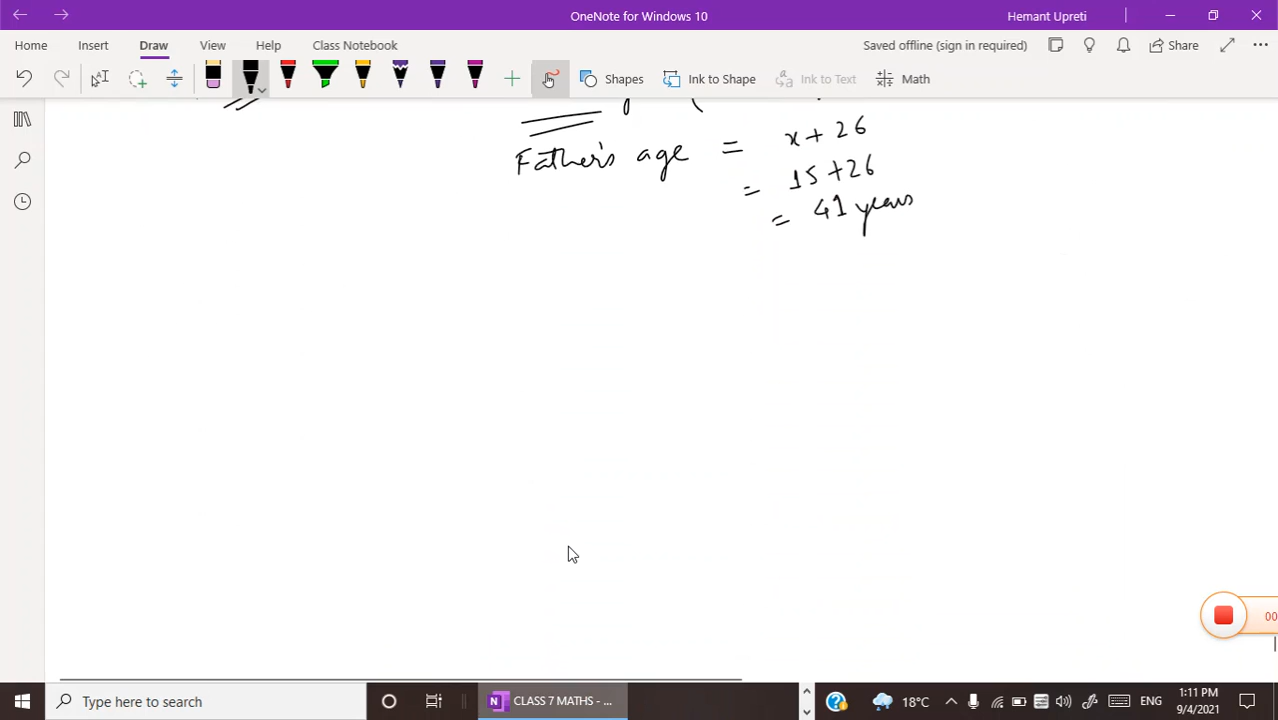 OneNote for Windows 10
Hemant Upreti
Home Insert Draw View Help Class Notebook
Saved offline (sign in required)
Share
Shapes
Ink to Shape
Ink to Text
Math
Father's age = x + 26
= 15 + 26
= 41 years
00
Type here to search
CLASS 7 MATHS - ...
18°C
ENG
1:11 PM
9/4/2021